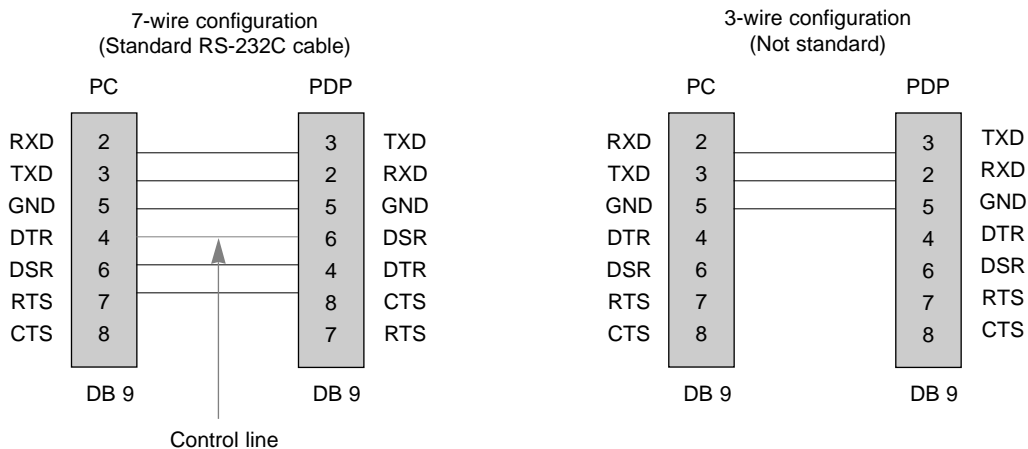 7-wire configuration
(Standard RS-232C cable)
PC PDP
RXD 2 3 TXD
TXD 3 2 RXD
GND 5 5 GND
DTR 4 6 DSR
DSR 6 4 DTR
RTS 7 8 CTS
CTS 8 7 RTS
DB 9 DB 9
Control line
3-wire configuration
(Not standard)
PC PDP
RXD 2 3 TXD
TXD 3 2 RXD
GND 5 5 GND
DTR 4 4 DTR
DSR 6 6 DSR
RTS 7 7 RTS
CTS 8 8 CTS
DB 9 DB 9